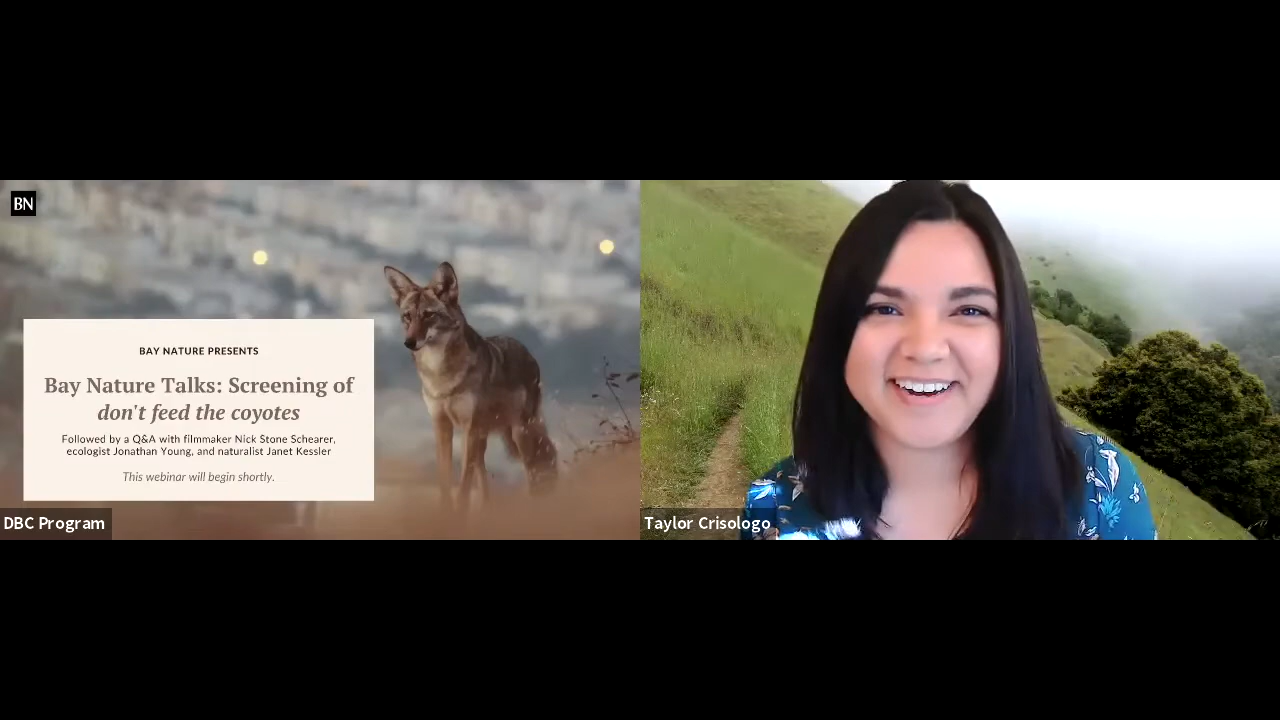 BN
BAY NATURE PRESENTS
Bay Nature Talks: Screening of
don't feed the coyotes
Followed by a Q&A with filmmaker Nick Stone Schearer,
ecologist Jonathan Young, and naturalist Janet Kessler
This webinar will begin shortly.
DBC Program
Taylor Crisologo